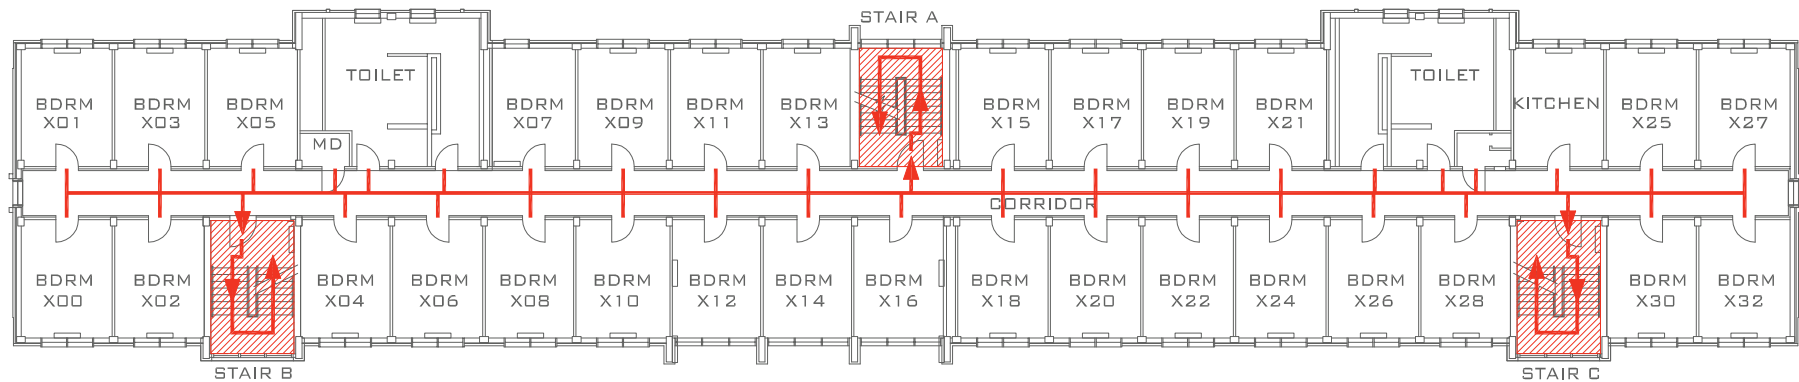 STAIR A
TOILET
TOILET
BDRM X01
BDRM X03
BDRM X05
BDRM X07
BDRM X09
BDRM X11
BDRM X13
BDRM X15
BDRM X17
BDRM X19
BDRM X21
KITCHEN
BDRM X25
BDRM X27
MD
CORRIDOR
BDRM X00
BDRM X02
BDRM X04
BDRM X06
BDRM X08
BDRM X10
BDRM X12
BDRM X14
BDRM X16
BDRM X18
BDRM X20
BDRM X22
BDRM X24
BDRM X26
BDRM X28
BDRM X30
BDRM X32
STAIR B
STAIR C